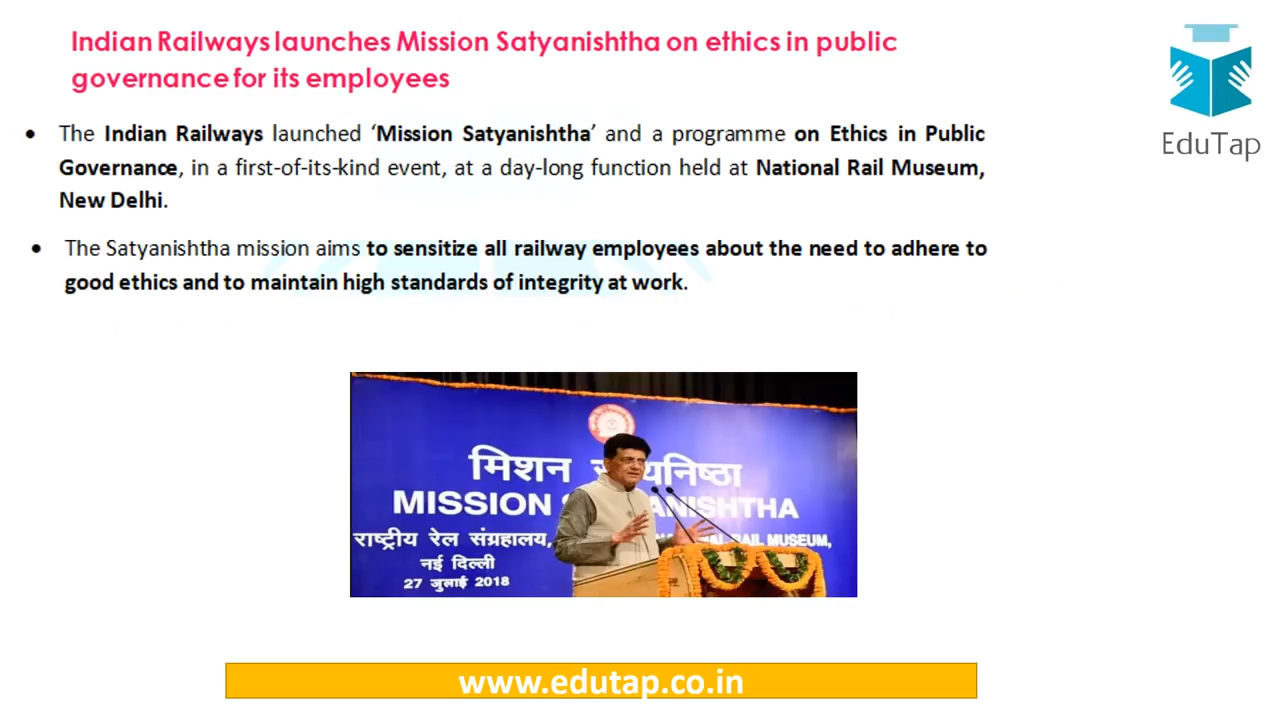 Indian Railways launches Mission Satyanishtha on ethics in public
governance for its employees
EduTap
• The Indian Railways launched ‘Mission Satyanishtha’ and a programme on Ethics in Public
Governance, in a first-of-its-kind event, at a day-long function held at National Rail Museum,
New Delhi.
• The Satyanishtha mission aims to sensitize all railway employees about the need to adhere to
good ethics and to maintain high standards of integrity at work.
मिशन
MISSION
राष्ट्रीय रेल संग्रहालय, RAIL MUSEUM,
नई दिल्ली
27 जुलाई 2018
www.edutap.co.in